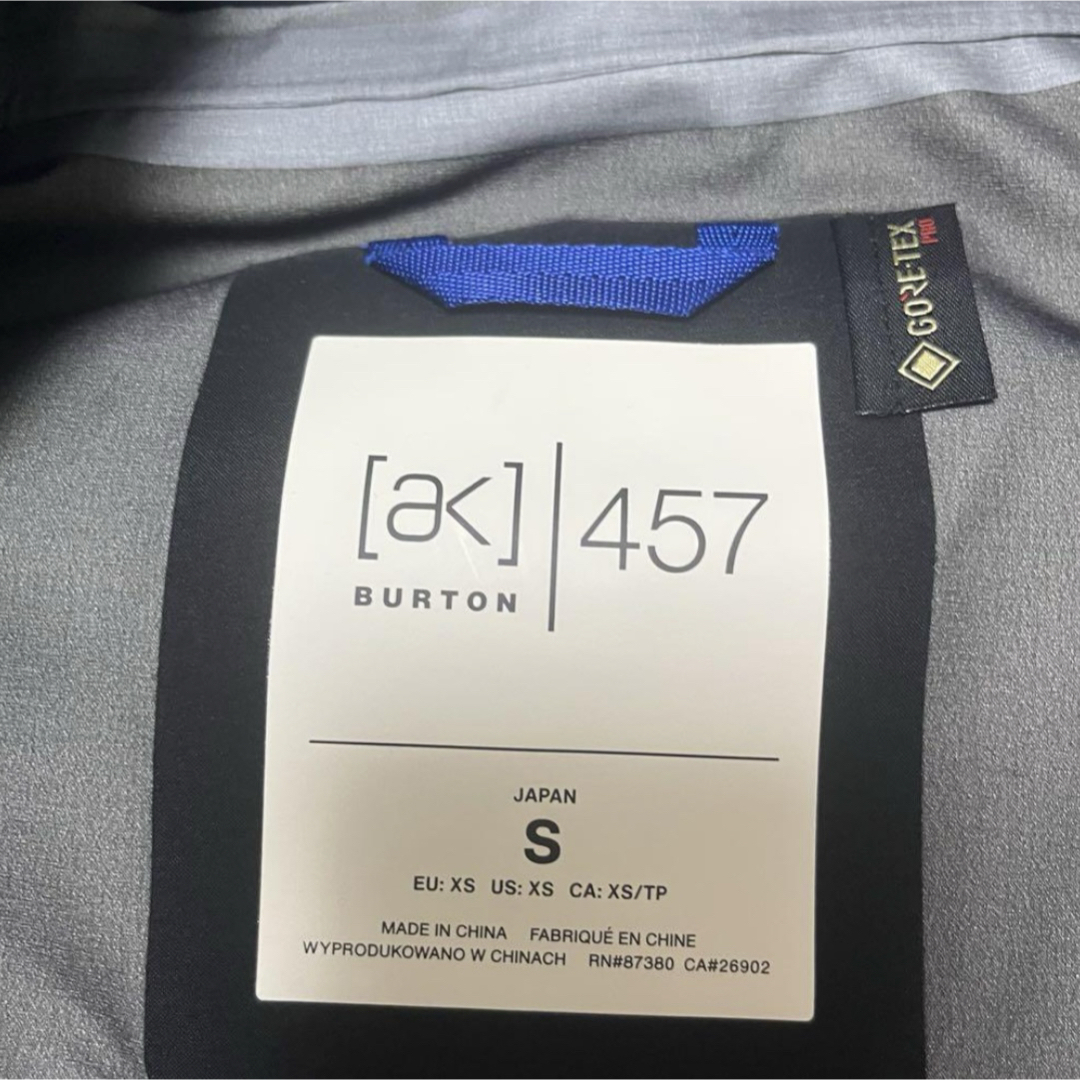 GORE-TEX
PRO
[ak] 457
BURTON
JAPAN
S
EU: XS US: XS CA: XS/TP
MADE IN CHINA FABRIQUÉ EN CHINE
WYPRODUKOWANO W CHINACH RN#87380 CA#26902